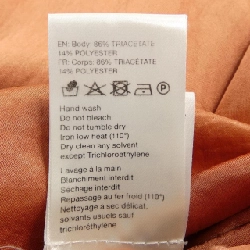 EN: Body: 86% TRIACETATE
14% POLYESTER
FR: Corps: 86% TRIACETATE
14% POLYESTER
Hand wash
Do not bleach
Do not tumble dry
Iron low heat (110°)
Dry clean any solvent
except Trichloroethylene
Lavage a la main
Blanchment interdit
Sechage interdit
Repassage au fer froid (110°)
Nettoyage a sec délicat,
solvants usuels sauf
trichloréthylène